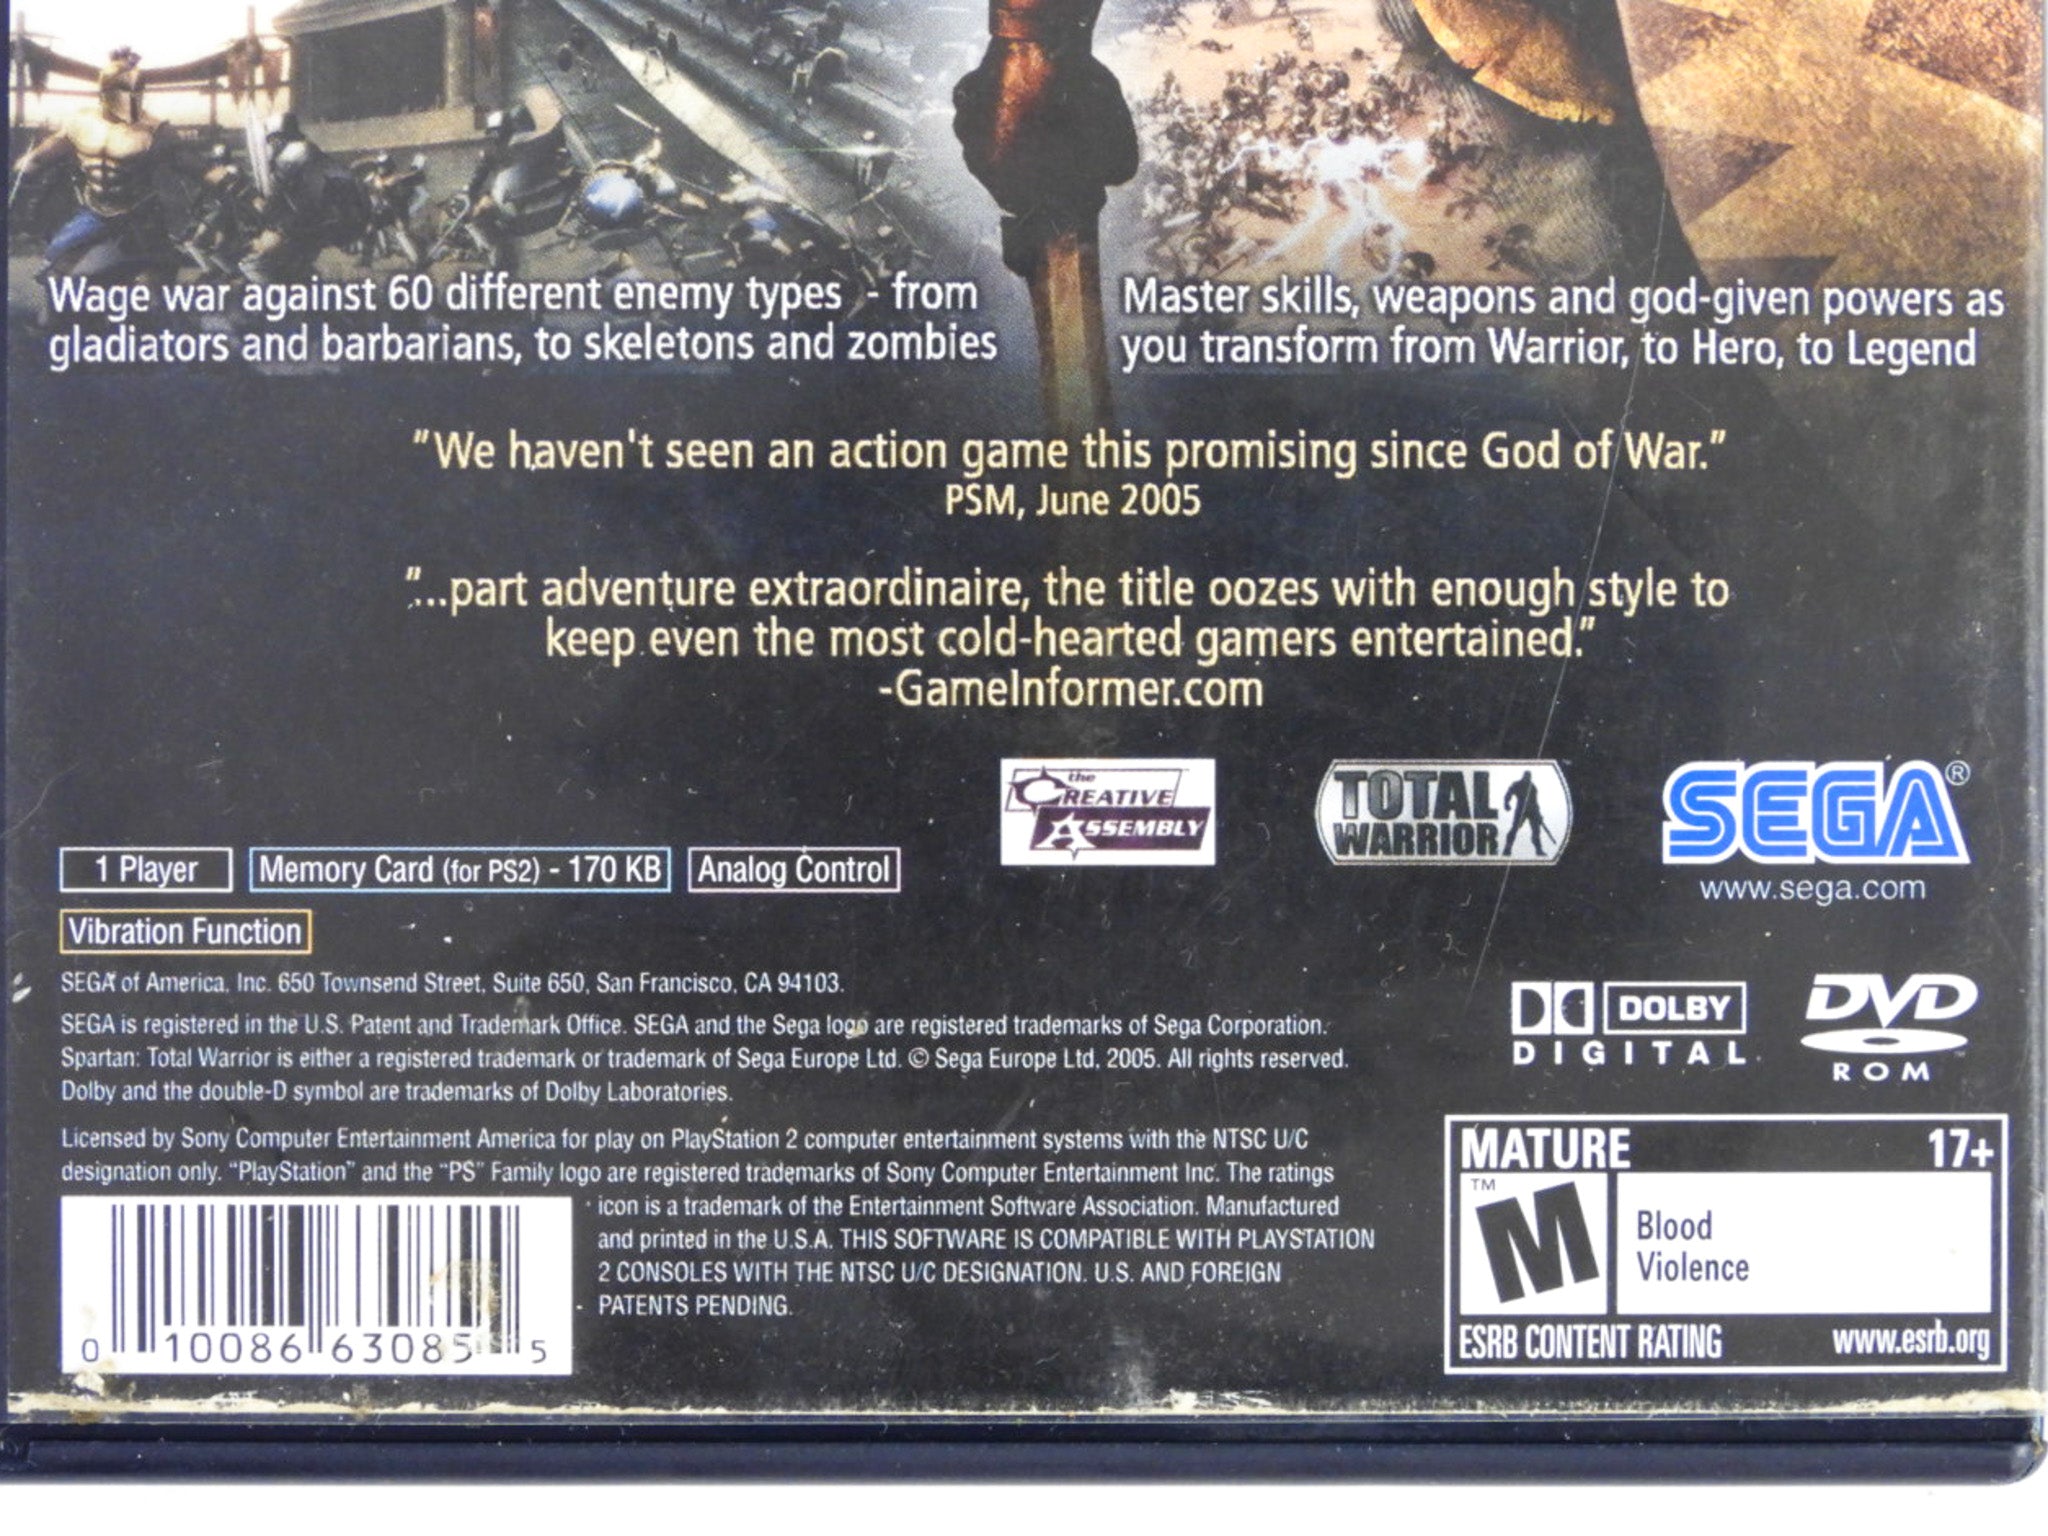 Wage war against 60 different enemy types - from
gladiators and barbarians, to skeletons and zombies
Master skills, weapons and god-given powers as
you transform from Warrior, to Hero, to Legend
"We haven't seen an action game this promising since God of War."
PSM, June 2005
"...part adventure extraordinaire, the title oozes with enough style to
keep even the most cold-hearted gamers entertained."
-GameInformer.com
the
CREATIVE
ASSEMBLY
TOTAL
WARRIOR
SEGA®
www.sega.com
1 Player
Memory Card (for PS2) - 170 KB
Analog Control
Vibration Function
SEGA of America, Inc. 650 Townsend Street, Suite 650, San Francisco, CA 94103.
SEGA is registered in the U.S. Patent and Trademark Office. SEGA and the Sega logo are registered trademarks of Sega Corporation.
Spartan: Total Warrior is either a registered trademark or trademark of Sega Europe Ltd. © Sega Europe Ltd, 2005. All rights reserved.
Dolby and the double-D symbol are trademarks of Dolby Laboratories.
DOLBY
DIGITAL
DVD
ROM
Licensed by Sony Computer Entertainment America for play on PlayStation 2 computer entertainment systems with the NTSC U/C
designation only. "PlayStation" and the "PS" Family logo are registered trademarks of Sony Computer Entertainment Inc. The ratings
icon is a trademark of the Entertainment Software Association. Manufactured
and printed in the U.S.A. THIS SOFTWARE IS COMPATIBLE WITH PLAYSTATION
2 CONSOLES WITH THE NTSC U/C DESIGNATION. U.S. AND FOREIGN
PATENTS PENDING.
0 10086 63085 5
MATURE 17+
TM
M
Blood
Violence
ESRB CONTENT RATING www.esrb.org